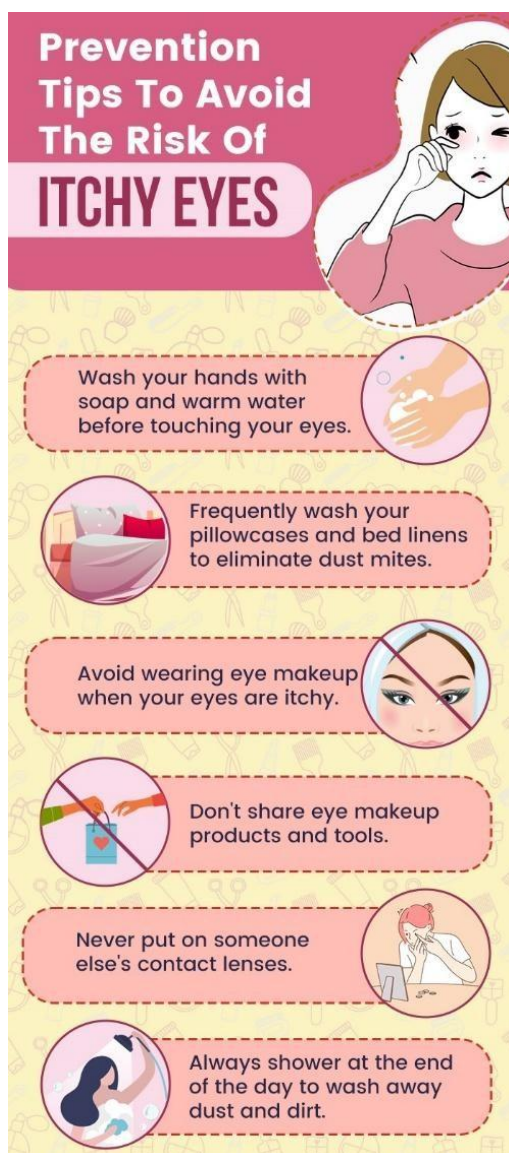 Prevention
Tips To Avoid
The Risk Of
ITCHY EYES
Wash your hands with
soap and warm water
before touching your eyes.
Frequently wash your
pillowcases and bed linens
to eliminate dust mites.
Avoid wearing eye makeup
when your eyes are itchy.
Don't share eye makeup
products and tools.
Never put on someone
else's contact lenses.
Always shower at the end
of the day to wash away
dust and dirt.